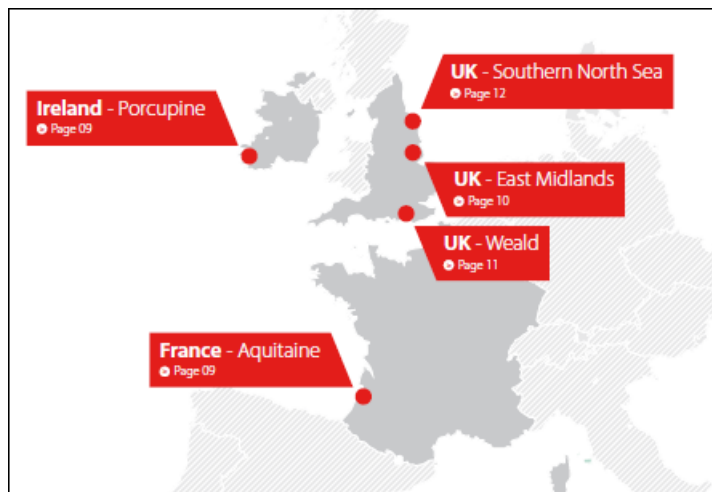 UK - Southern North Sea
Page 12
Ireland - Porcupine
Page 09
UK - East Midlands
Page 10
UK - Weald
Page 11
France - Aquitaine
Page 09